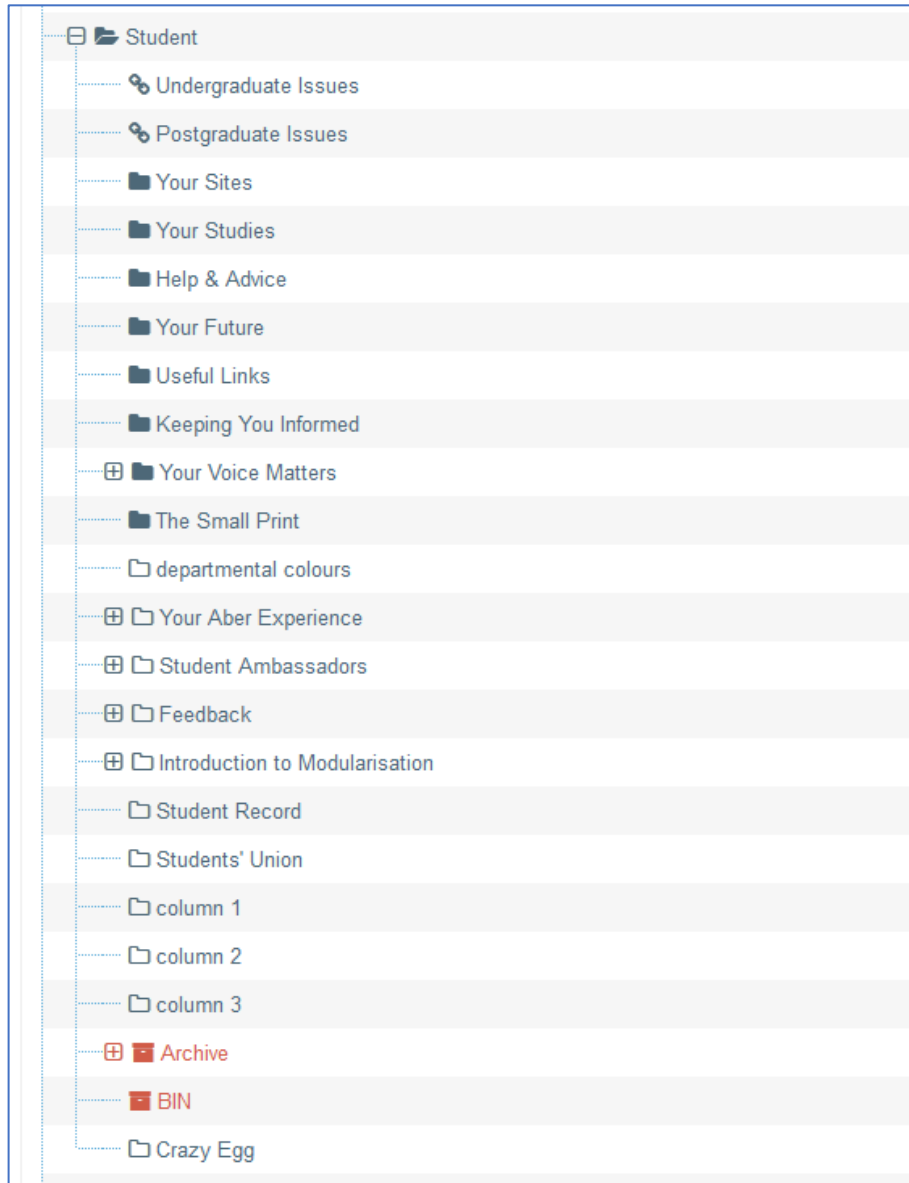 Student
Undergraduate Issues
Postgraduate Issues
Your Sites
Your Studies
Help & Advice
Your Future
Useful Links
Keeping You Informed
Your Voice Matters
The Small Print
departmental colours
Your Aber Experience
Student Ambassadors
Feedback
Introduction to Modularisation
Student Record
Students' Union
column 1
column 2
column 3
Archive
BIN
Crazy Egg